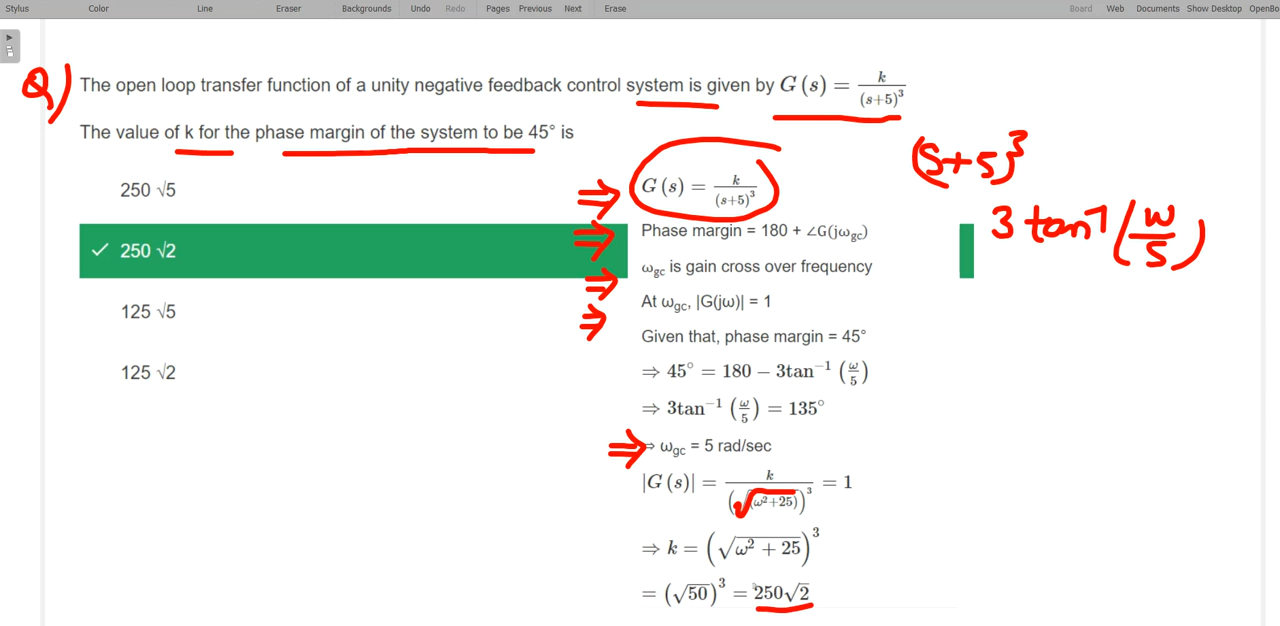 Stylus Color Line Eraser Backgrounds Undo Redo Pages Previous Next Erase Board Web Documents Show Desktop OpenBo
Q) The open loop transfer function of a unity negative feedback control system is given by G(s) = k/(s+5)³
The value of k for the phase margin of the system to be 45° is
(s+5)³
250 √5
⇒ G(s) = k/(s+5)³
3 tan⁻¹(ω/5)
⇒ Phase margin = 180 + ∠G(jω_gc)
✓ 250 √2
⇒ ω_gc is gain cross over frequency
⇒ At ω_gc, |G(jω)| = 1
125 √5
Given that, phase margin = 45°
125 √2
⇒ 45° = 180 − 3tan⁻¹(ω/5)
⇒ 3tan⁻¹(ω/5) = 135°
⇒ ω_gc = 5 rad/sec
|G(s)| = k/(√(ω²+25))³ = 1
⇒ k = (√(ω² + 25))³
= (√50)³ = 250√2